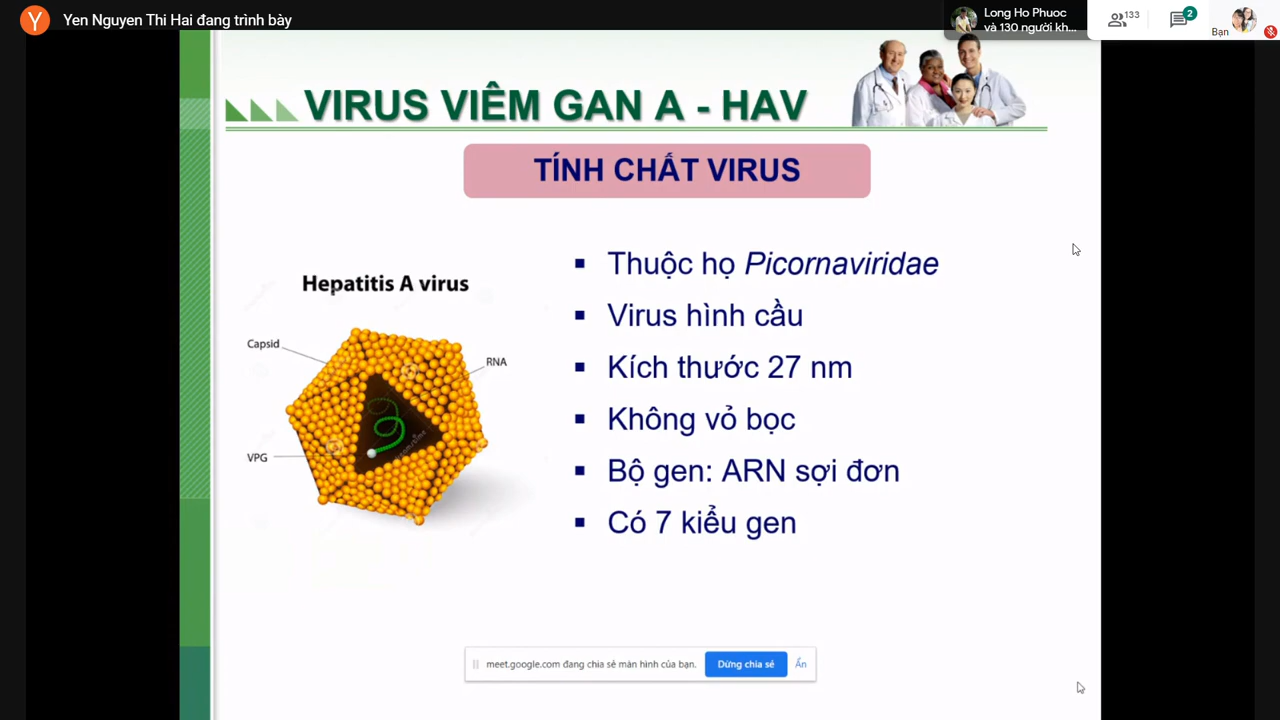 Y
Yen Nguyen Thi Hai đang trình bày
Long Ho Phuoc
và 130 người kh...
133
2
Bạn
VIRUS VIÊM GAN A - HAV
TÍNH CHẤT VIRUS
Hepatitis A virus
Capsid
RNA
VPG
Thuộc họ Picornaviridae
Virus hình cầu
Kích thước 27 nm
Không vỏ bọc
Bộ gen: ARN sợi đơn
Có 7 kiểu gen
meet.google.com đang chia sẻ màn hình của bạn.
Dừng chia sẻ
Ẩn